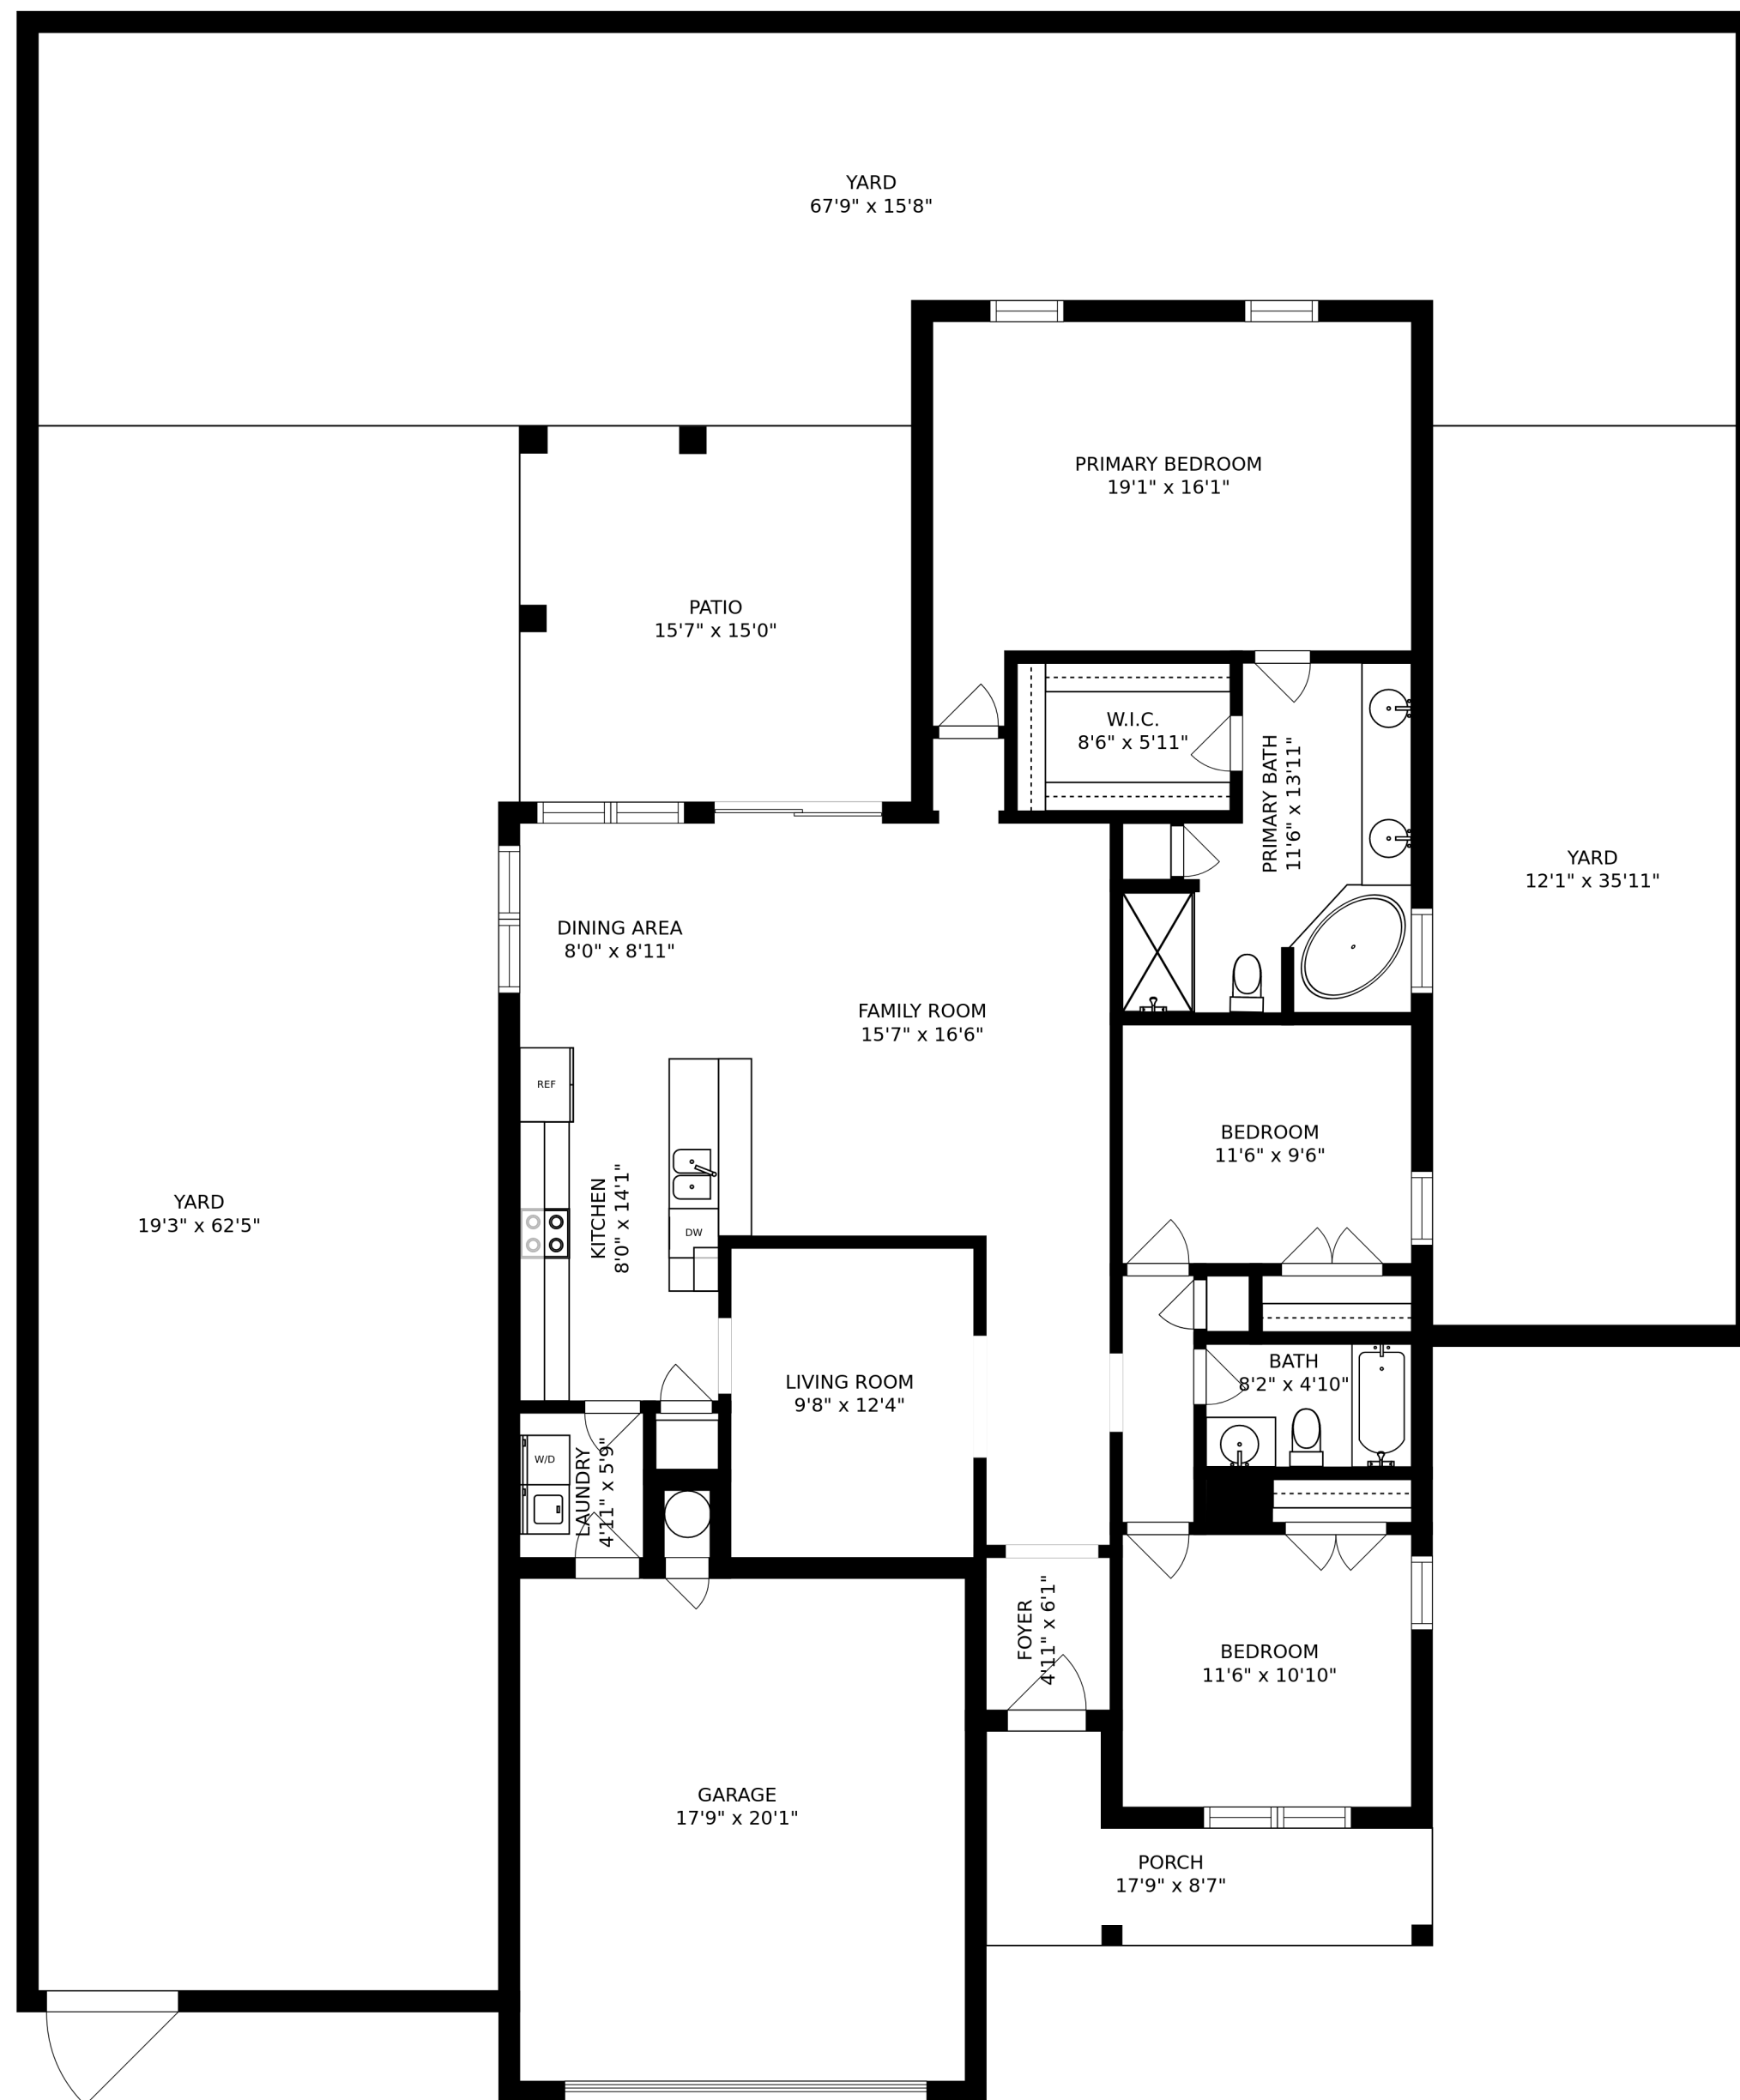 YARD
67'9" x 15'8"
PRIMARY BEDROOM
19'1" x 16'1"
PATIO
15'7" x 15'0"
W.I.C.
8'6" x 5'11"
PRIMARY BATH
11'6" x 13'11"
YARD
12'1" x 35'11"
DINING AREA
8'0" x 8'11"
FAMILY ROOM
15'7" x 16'6"
REF
BEDROOM
11'6" x 9'6"
YARD
19'3" x 62'5"
KITCHEN
8'0" x 14'1"
DW
LIVING ROOM
9'8" x 12'4"
BATH
8'2" x 4'10"
W/D
LAUNDRY
4'11" x 5'9"
FOYER
4'11" x 6'1"
BEDROOM
11'6" x 10'10"
GARAGE
17'9" x 20'1"
PORCH
17'9" x 8'7"